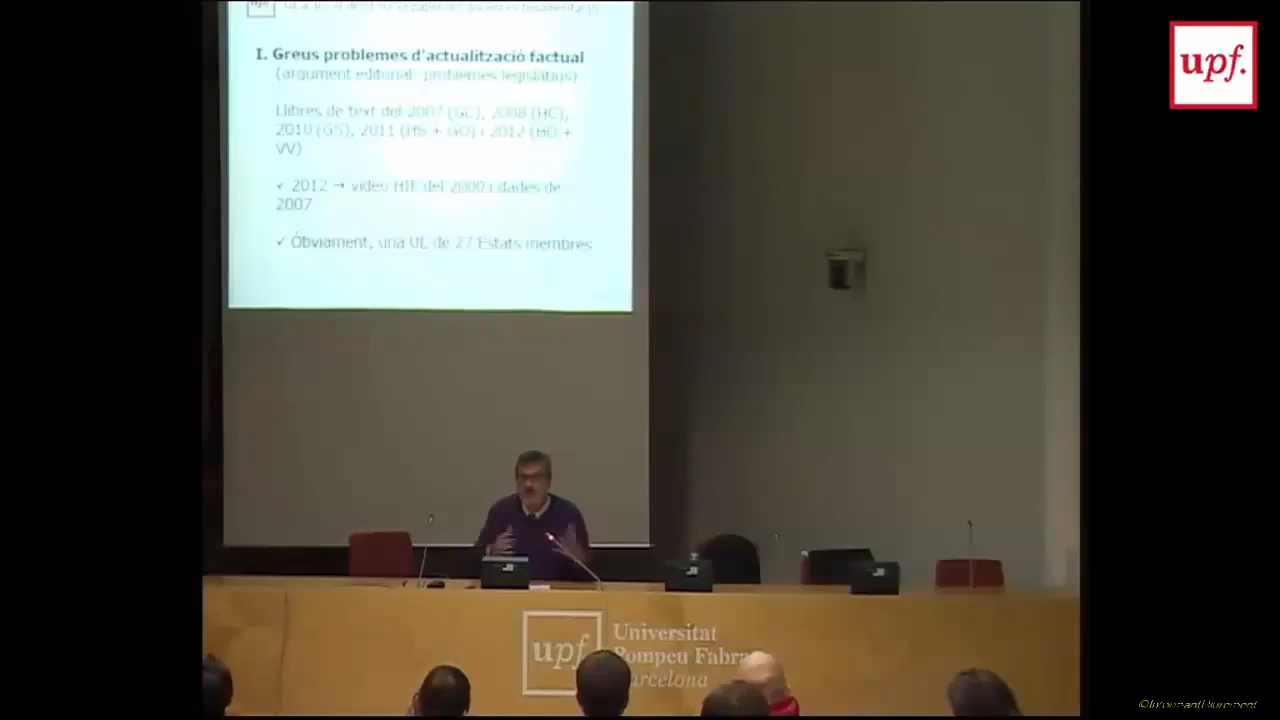 upf.
upf
I. Greus problemes d'actualització factual
(argument editorial: problemes legislatius)
Llibres de text del 2007 (GC), 2008 (HC),
2010 (GS), 2011 (HS + GO) i 2012 (HO +
VV)
✓ 2012 → vídeo del 2000 i dades de
2007
✓ Òbviament, una UE de 27 Estats membres
upf
Universitat
Pompeu Fabra
Barcelona